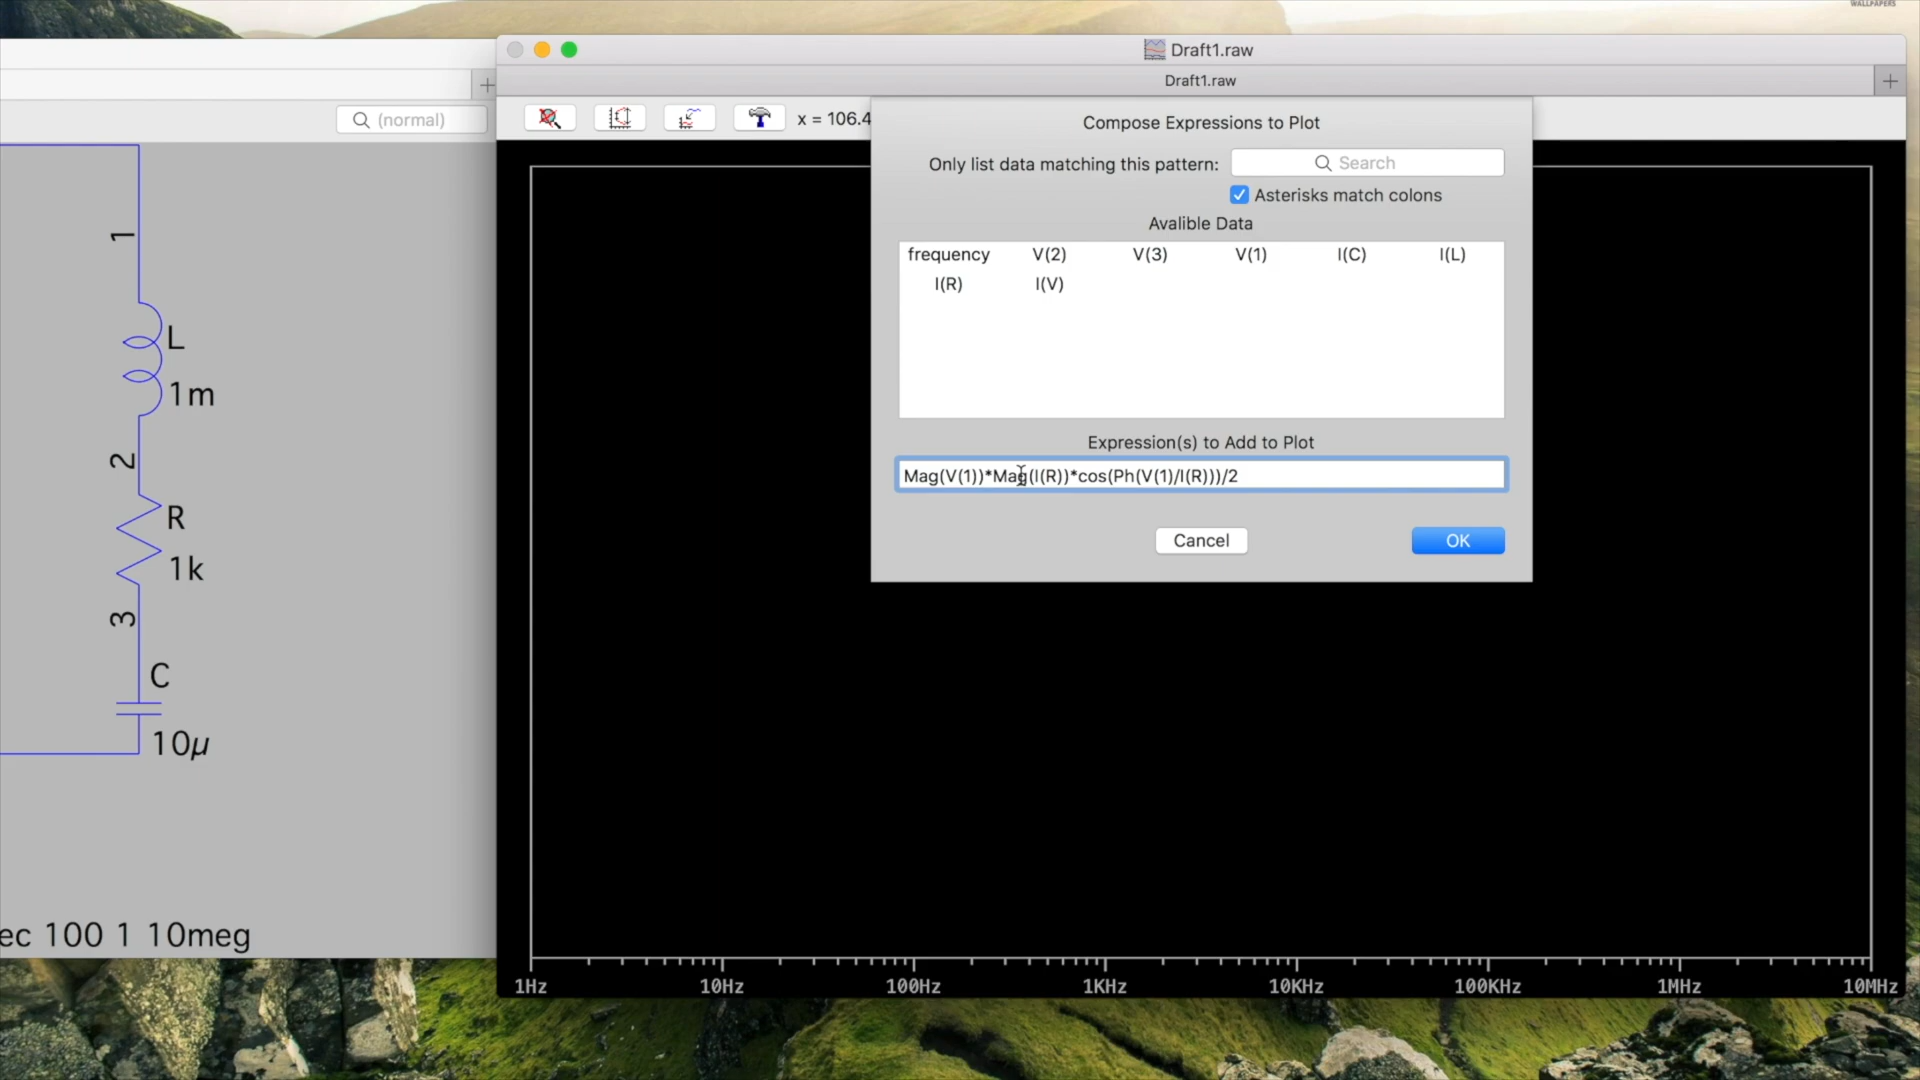 WALLPAPERS
Draft1.raw
Draft1.raw
(normal)
x = 106.4
Compose Expressions to Plot
Only list data matching this pattern:
Search
Asterisks match colons
Avalible Data
frequency V(2) V(3) V(1) I(C) I(L)
I(R) I(V)
Expression(s) to Add to Plot
Mag(V(1))*Mag(I(R))*cos(Ph(V(1)/I(R)))/2
Cancel
OK
1
L
1m
2
R
1k
3
C
10µ
ec 100 1 10meg
1Hz 10Hz 100Hz 1KHz 10KHz 100KHz 1MHz 10MHz